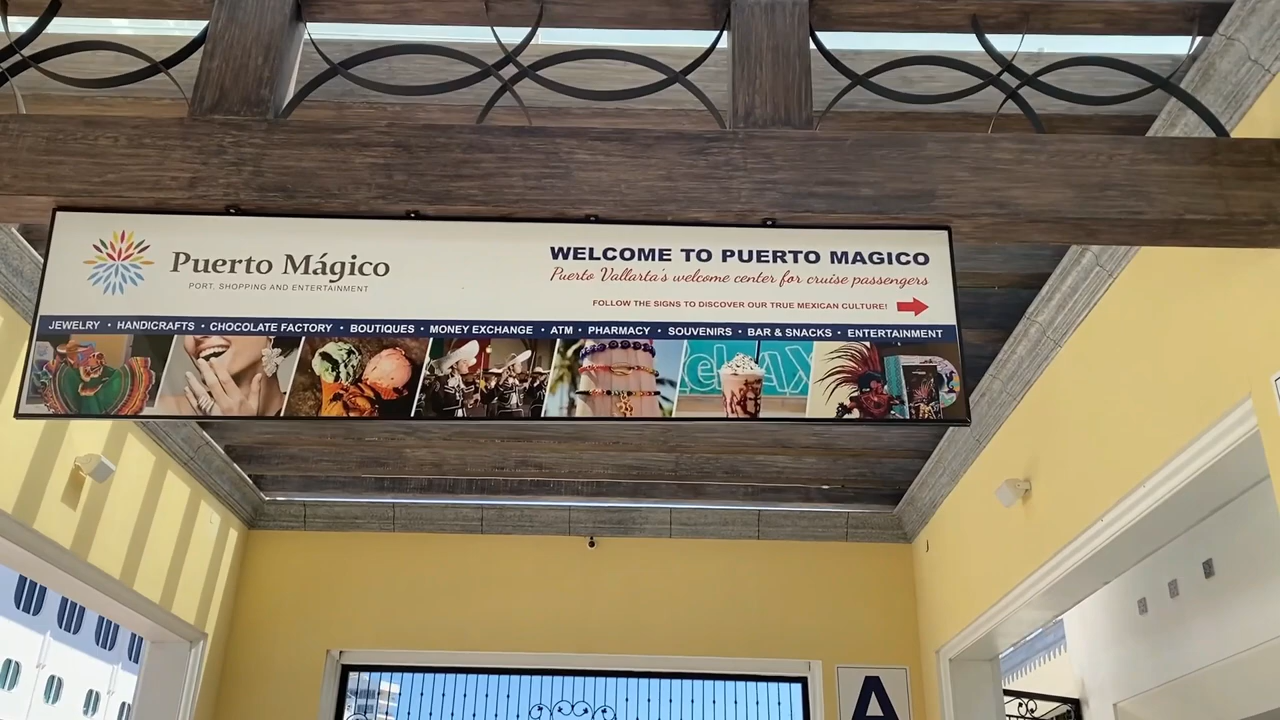 Puerto Mágico
PORT, SHOPPING AND ENTERTAINMENT
WELCOME TO PUERTO MAGICO
Puerto Vallarta's welcome center for cruise passengers
FOLLOW THE SIGNS TO DISCOVER OUR TRUE MEXICAN CULTURE!
JEWELRY • HANDICRAFTS • CHOCOLATE FACTORY • BOUTIQUES • MONEY EXCHANGE • ATM • PHARMACY • SOUVENIRS • BAR & SNACKS • ENTERTAINMENT
A